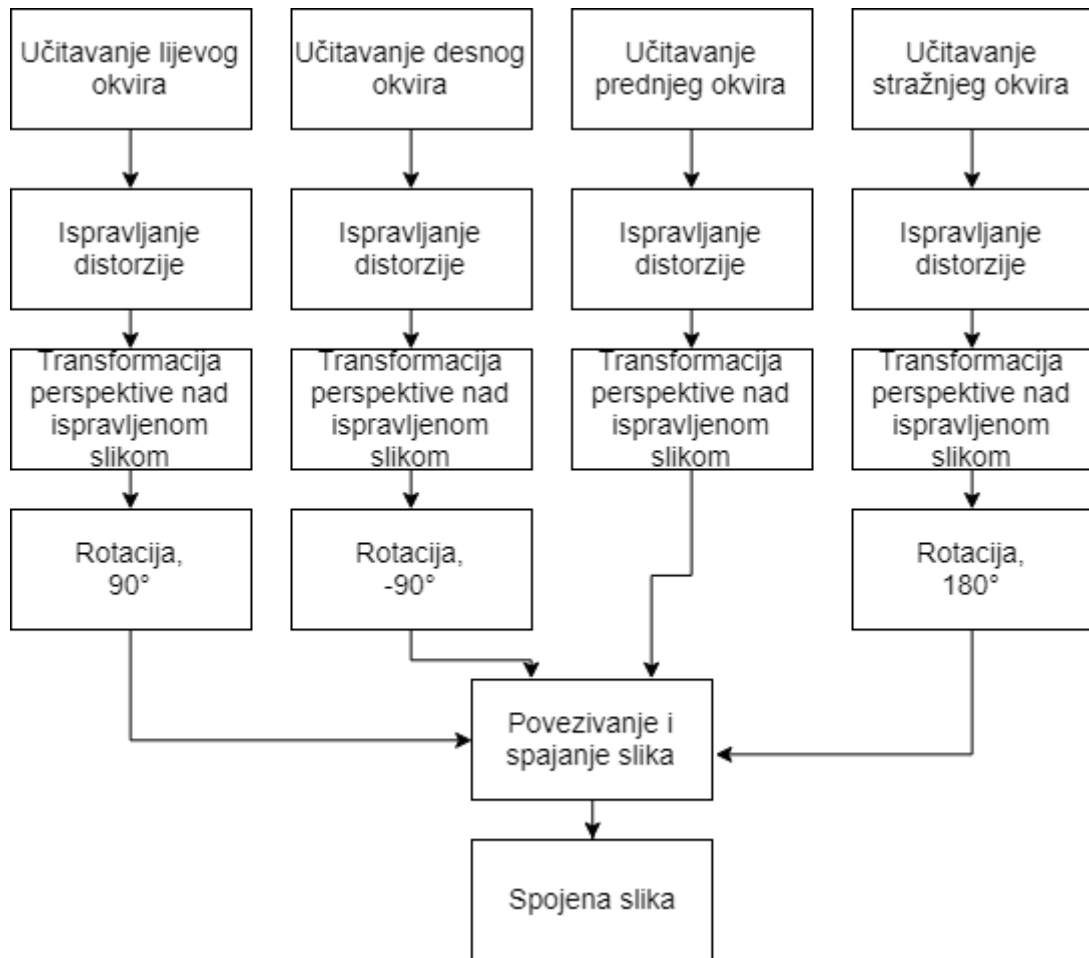 Učitavanje lijevog
okvira
Učitavanje desnog
okvira
Učitavanje
prednjeg okvira
Učitavanje
stražnjeg okvira
Ispravljanje
distorzije
Ispravljanje
distorzije
Ispravljanje
distorzije
Ispravljanje
distorzije
Transformacija
perspektive nad
ispravljenom
slikom
Transformacija
perspektive nad
ispravljenom
slikom
Transformacija
perspektive nad
ispravljenom
slikom
Transformacija
perspektive nad
ispravljenom
slikom
Rotacija,
90°
Rotacija,
-90°
Rotacija,
180°
Povezivanje i
spajanje slika
Spojena slika